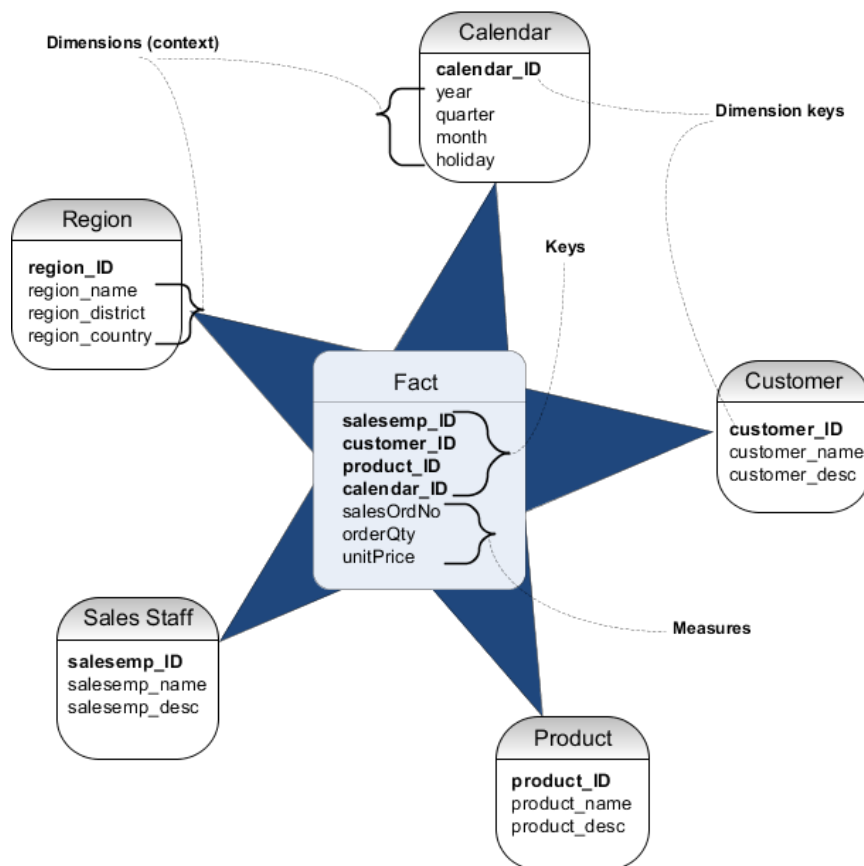 Calendar
Dimensions (context)
calendar_ID
year
quarter
month
holiday
Dimension keys
Region
region_ID
region_name
region_district
region_country
Keys
Fact
salesemp_ID
customer_ID
product_ID
calendar_ID
salesOrdNo
orderQty
unitPrice
Customer
customer_ID
customer_name
customer_desc
Measures
Sales Staff
salesemp_ID
salesemp_name
salesemp_desc
Product
product_ID
product_name
product_desc